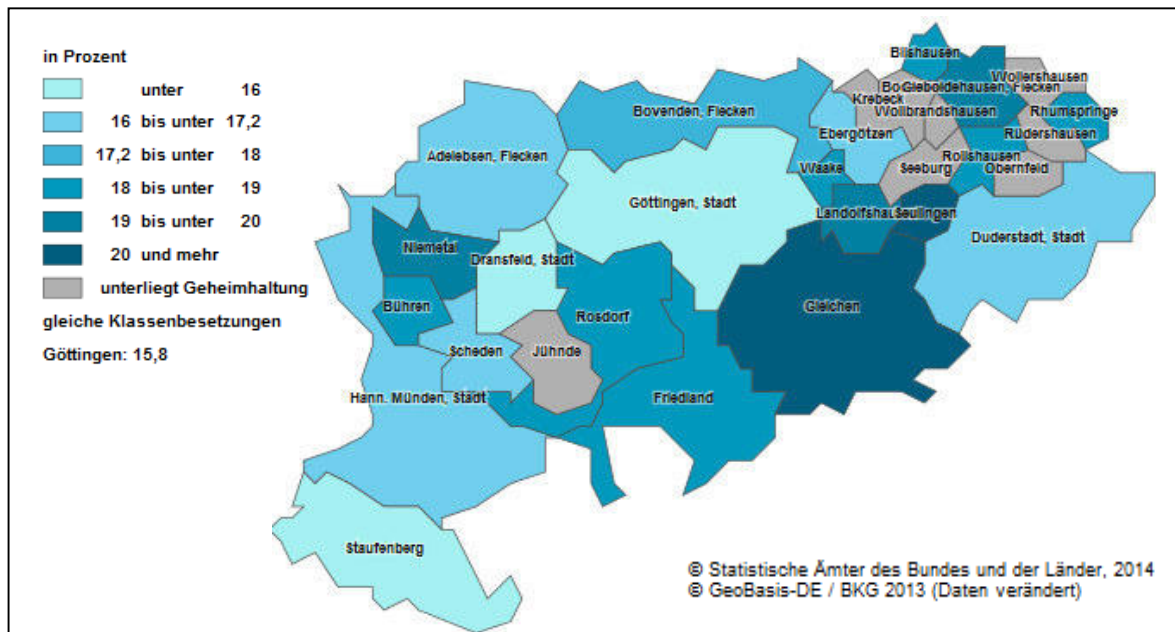 in Prozent
unter 16
16 bis unter 17,2
17,2 bis unter 18
18 bis unter 19
19 bis unter 20
20 und mehr
unterliegt Geheimhaltung
gleiche Klassenbesetzungen
Göttingen: 15,8
Bilshausen
Wollershausen
Gieboldehausen, Flecken
Krebeck
Bovenden, Flecken
Wollbrandshausen
Rhumspringe
Ebergötzen
Rüdershausen
Adelebsen, Flecken
Rollshausen
Waake
Seeburg
Obernfeld
Göttingen, Stadt
Seulingen
Niemetal
Dransfeld, Stadt
Duderstadt, Stadt
Bühren
Rosdorf
Gleichen
Scheden
Jühnde
Hann. Münden, Stadt
Friedland
Staufenberg
© Statistische Ämter des Bundes und der Länder, 2014
© GeoBasis-DE / BKG 2013 (Daten verändert)